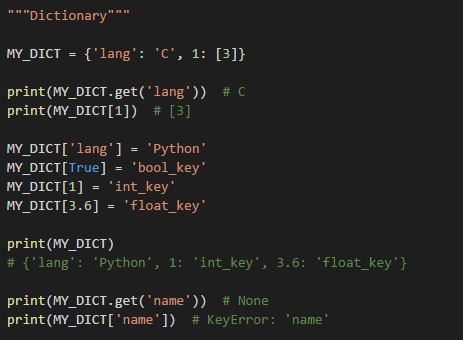 """Dictionary"""
MY_DICT = {'lang': 'C', 1: [3]}
print(MY_DICT.get('lang'))  # C
print(MY_DICT[1])  # [3]
MY_DICT['lang'] = 'Python'
MY_DICT[True] = 'bool_key'
MY_DICT[1] = 'int_key'
MY_DICT[3.6] = 'float_key'
print(MY_DICT)
# {'lang': 'Python', 1: 'int_key', 3.6: 'float_key'}
print(MY_DICT.get('name'))  # None
print(MY_DICT['name'])  # KeyError: 'name'